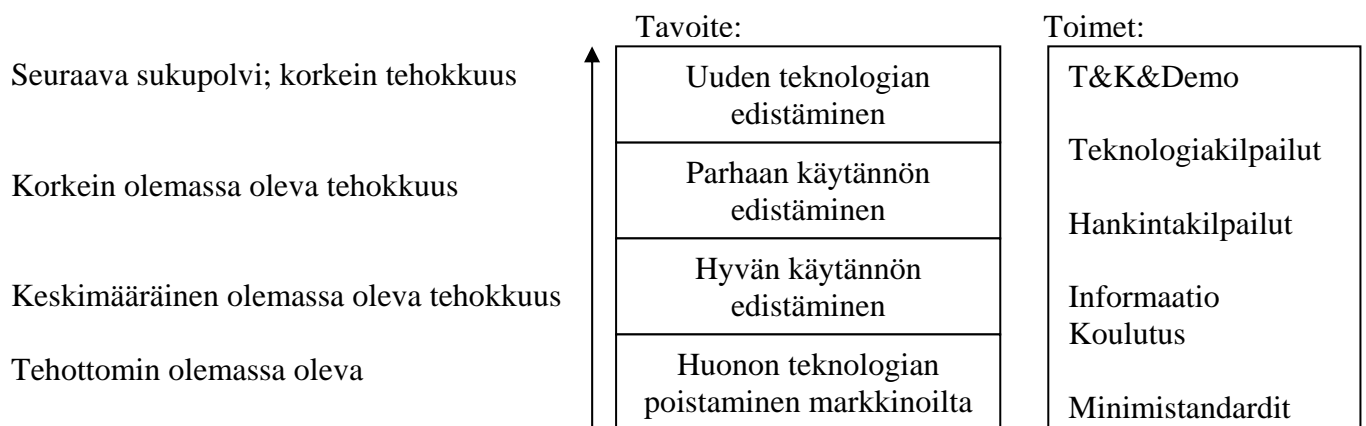 Tavoite:
Toimet:
Seuraava sukupolvi; korkein tehokkuus
Uuden teknologian
edistäminen
T&K&Demo
Teknologiakilpailut
Korkein olemassa oleva tehokkuus
Parhaan käytännön
edistäminen
Hankintakilpailut
Keskimääräinen olemassa oleva tehokkuus
Hyvän käytännön
edistäminen
Informaatio
Koulutus
Tehottomin olemassa oleva
Huonon teknologian
poistaminen markkinoilta
Minimistandardit